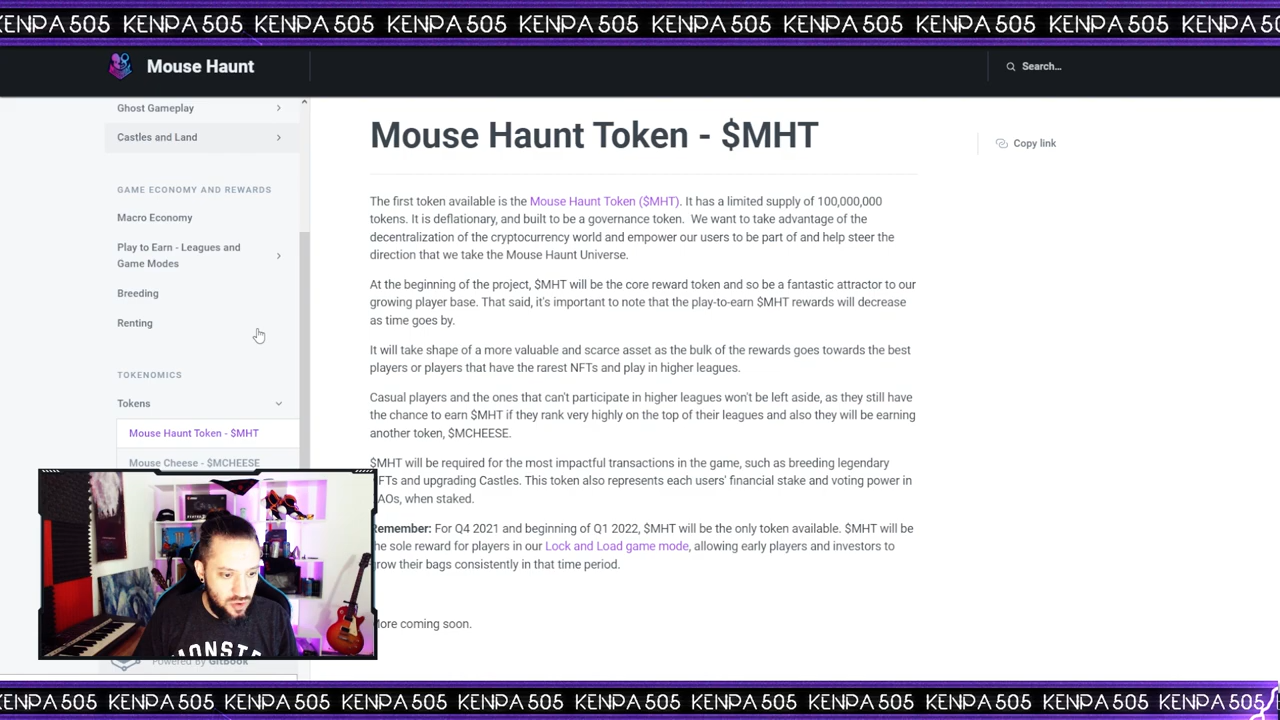 KENPA 505 KENPA 505 KENPA 505 KENPA 505 KENPA 505 KENPA 505 KENPA 505 KENPA 505 KENPA 505 KENPA 505
Mouse Haunt
Search...
Ghost Gameplay
Castles and Land
GAME ECONOMY AND REWARDS
Macro Economy
Play to Earn - Leagues and
Game Modes
Breeding
Renting
TOKENOMICS
Tokens
Mouse Haunt Token - $MHT
Mouse Cheese - $MCHEESE
Powered By GitBook
Mouse Haunt Token - $MHT
Copy link
The first token available is the Mouse Haunt Token ($MHT). It has a limited supply of 100,000,000
tokens. It is deflationary, and built to be a governance token. We want to take advantage of the
decentralization of the cryptocurrency world and empower our users to be part of and help steer the
direction that we take the Mouse Haunt Universe.
At the beginning of the project, $MHT will be the core reward token and so be a fantastic attractor to our
growing player base. That said, it's important to note that the play-to-earn $MHT rewards will decrease
as time goes by.
It will take shape of a more valuable and scarce asset as the bulk of the rewards goes towards the best
players or players that have the rarest NFTs and play in higher leagues.
Casual players and the ones that can't participate in higher leagues won't be left aside, as they still have
the chance to earn $MHT if they rank very highly on the top of their leagues and also they will be earning
another token, $MCHEESE.
$MHT will be required for the most impactful transactions in the game, such as breeding legendary
FTs and upgrading Castles. This token also represents each users' financial stake and voting power in
AOs, when staked.
Remember: For Q4 2021 and beginning of Q1 2022, $MHT will be the only token available. $MHT will be
he sole reward for players in our Lock and Load game mode, allowing early players and investors to
row their bags consistently in that time period.
More coming soon.
MONSTE
KENPA 505 KENPA 505 KENPA 505 KENPA 505 KENPA 505 KENPA 505 KENPA 505 KENPA 505 KENPA 505 KENPA 505